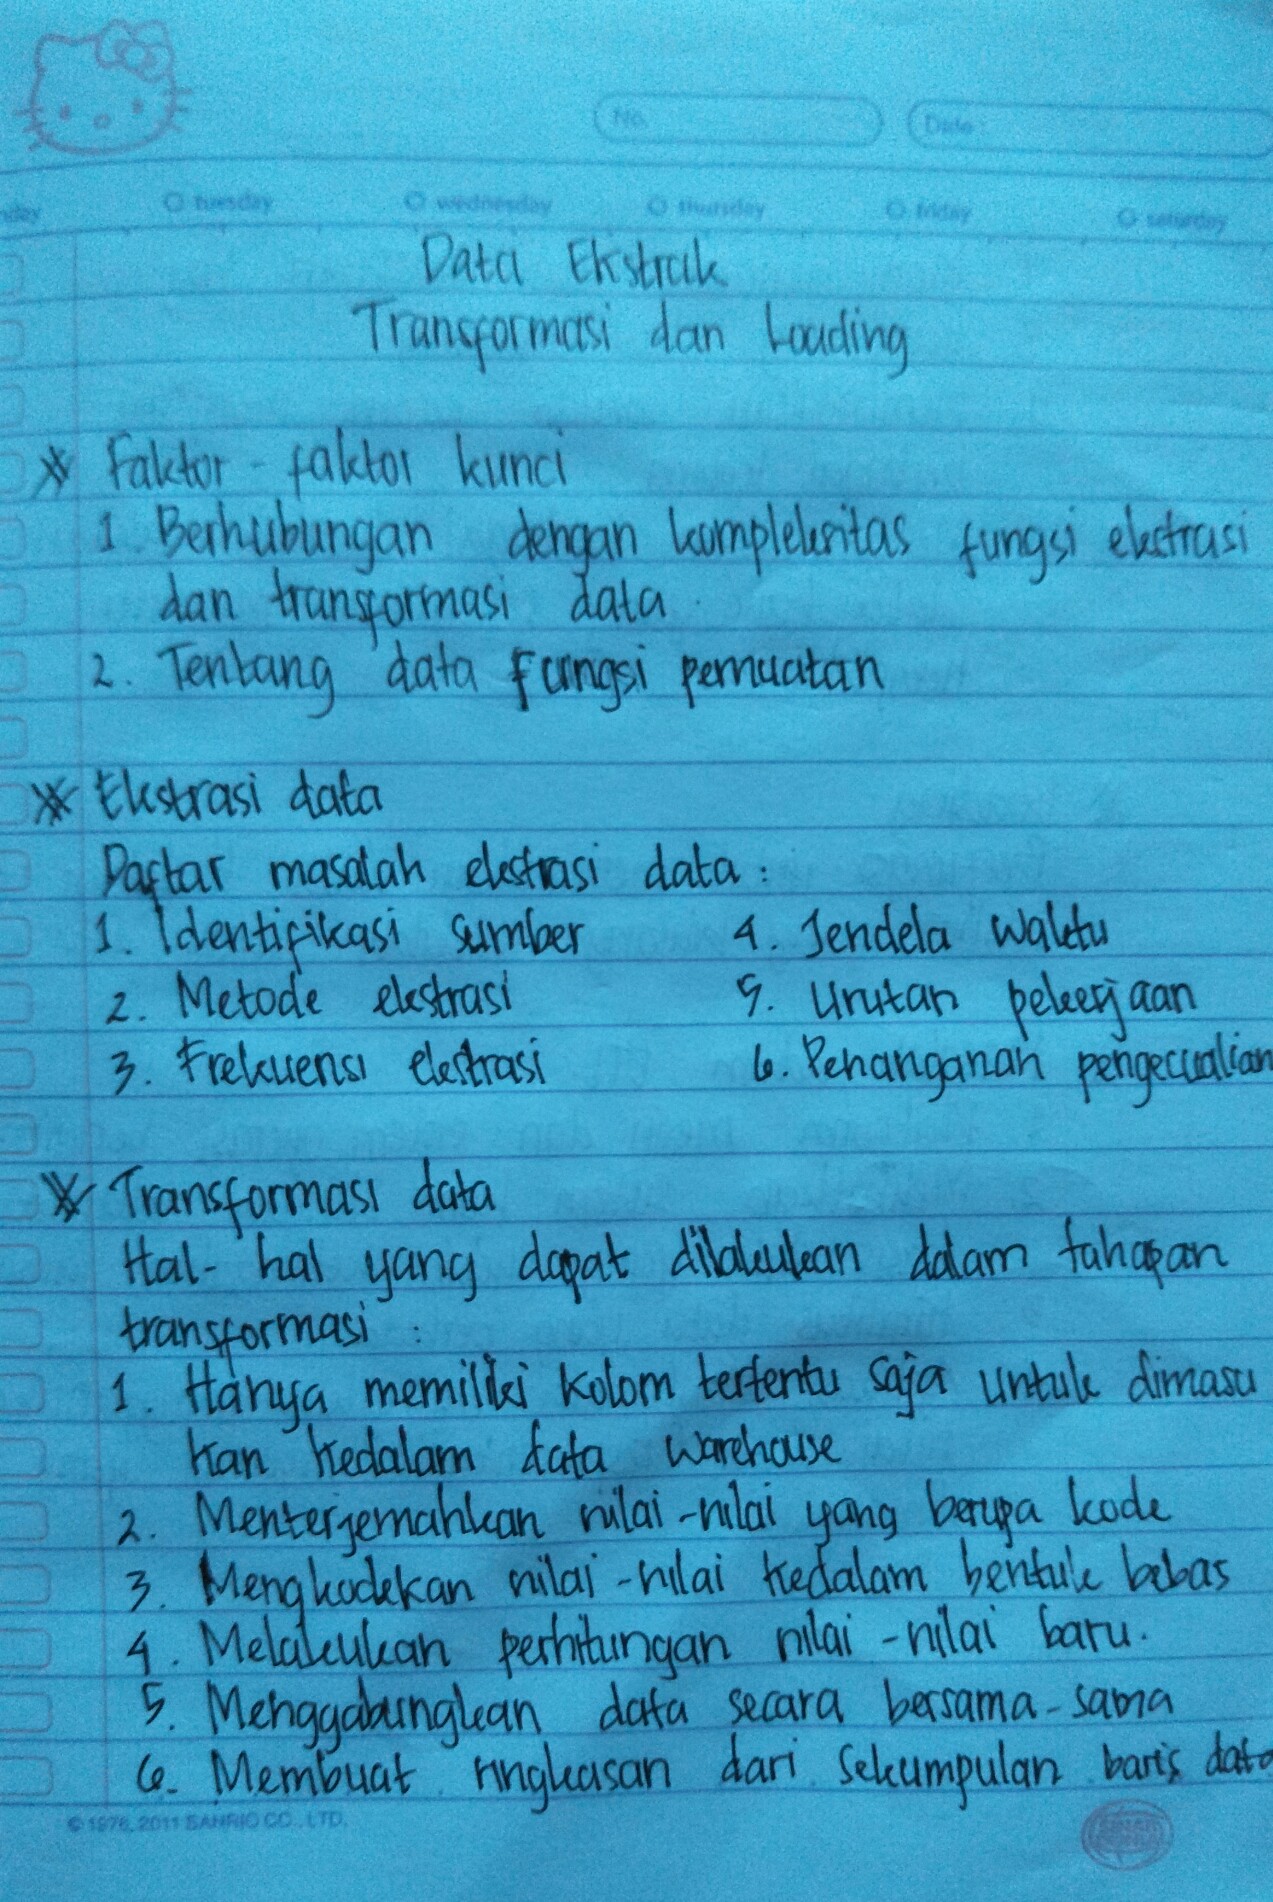 No.
Date :
tuesday
wednesday
thursday
friday
saturday
Data Ekstrak
Transformasi dan Loading
Faktor - faktor kunci
1. Berhubungan dengan kompleksitas fungsi ekstrasi
dan transformasi data.
2. Tentang data fungsi pemuatan
Ekstrasi data
Daftar masalah ekstrasi data :
1. Identifikasi sumber
2. Metode ekstrasi
3. Frekuensi ekstrasi
4. Jendela waktu
5. Urutan pekerjaan
6. Penanganan pengecualian
Transformasi data
Hal - hal yang dapat dilakukan dalam tahapan
transformasi :
1. Hanya memiliki kolom tertentu saja untuk dimasu
kan kedalam data warehouse
2. Menterjemahkan nilai - nilai yang berupa kode
3. Mengkodekan nilai - nilai kedalam bentuk bebas
4. Melakukan perhitungan nilai - nilai baru.
5. Menggabungkan data secara bersama - sama
6. Membuat ringkasan dari sekumpulan baris data
© 1976, 2011 SANRIO CO., LTD.